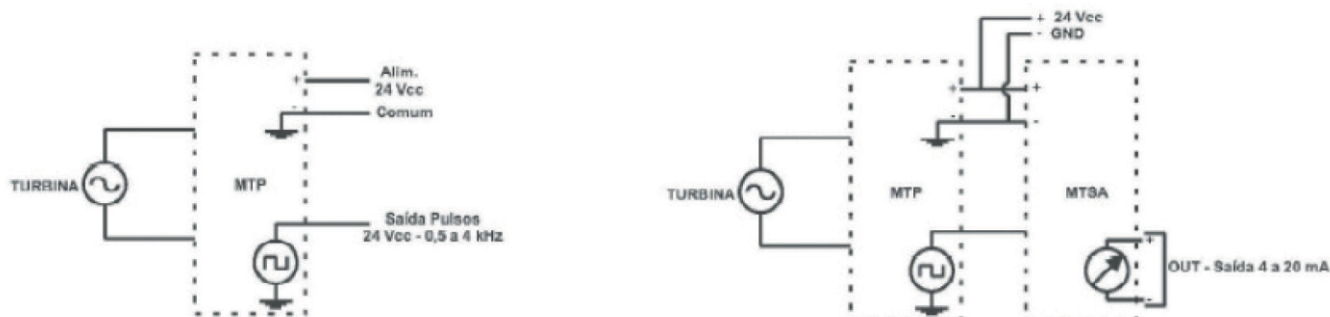 +
Alim.
24 Vcc
-
Comum
TURBINA
MTP
Saída Pulsos
24 Vcc - 0,5 a 4 kHz
+ 24 Vcc
- GND
+
+
-
-
TURBINA
MTP
MTSA
+
OUT - Saída 4 a 20 mA
-